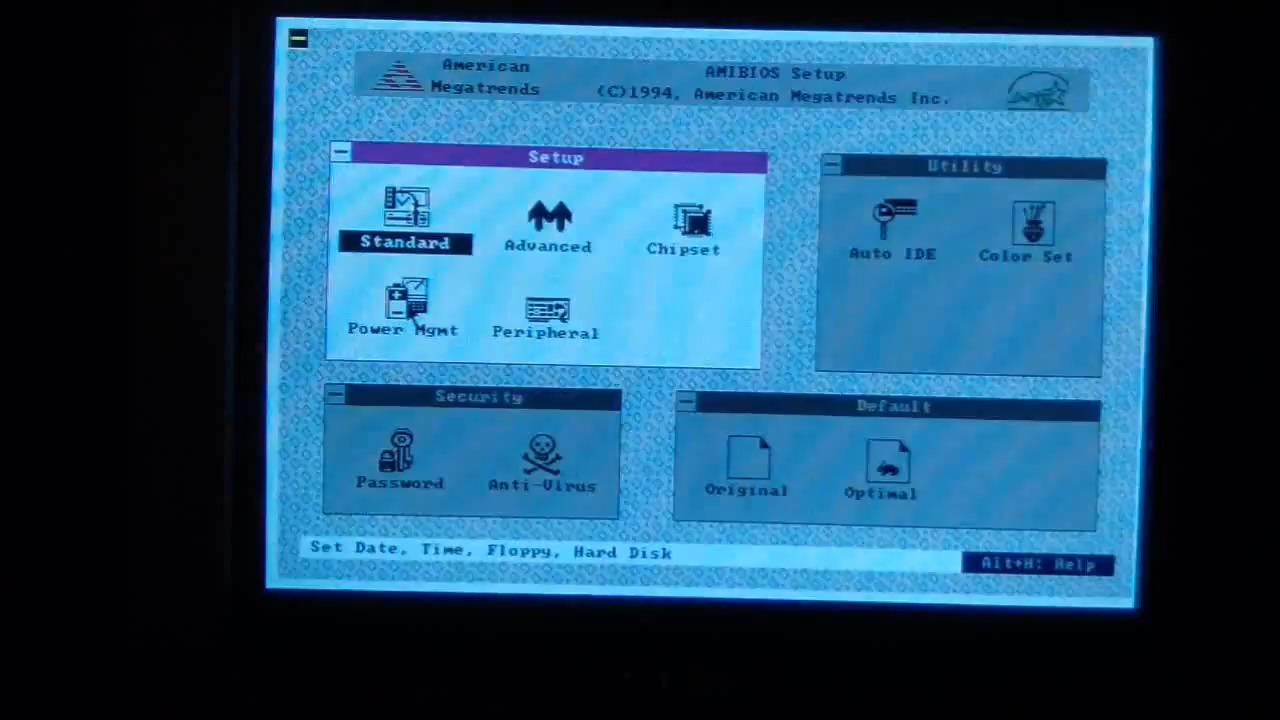 American
Megatrends
AMIBIOS Setup
(C)1994, American Megatrends Inc.
Setup
Standard
Advanced
Chipset
Power Mgmt
Peripheral
Utility
Auto IDE
Color Set
Security
Password
Anti-Virus
Default
Original
Optimal
Set Date, Time, Floppy, Hard Disk
Alt+H: Help